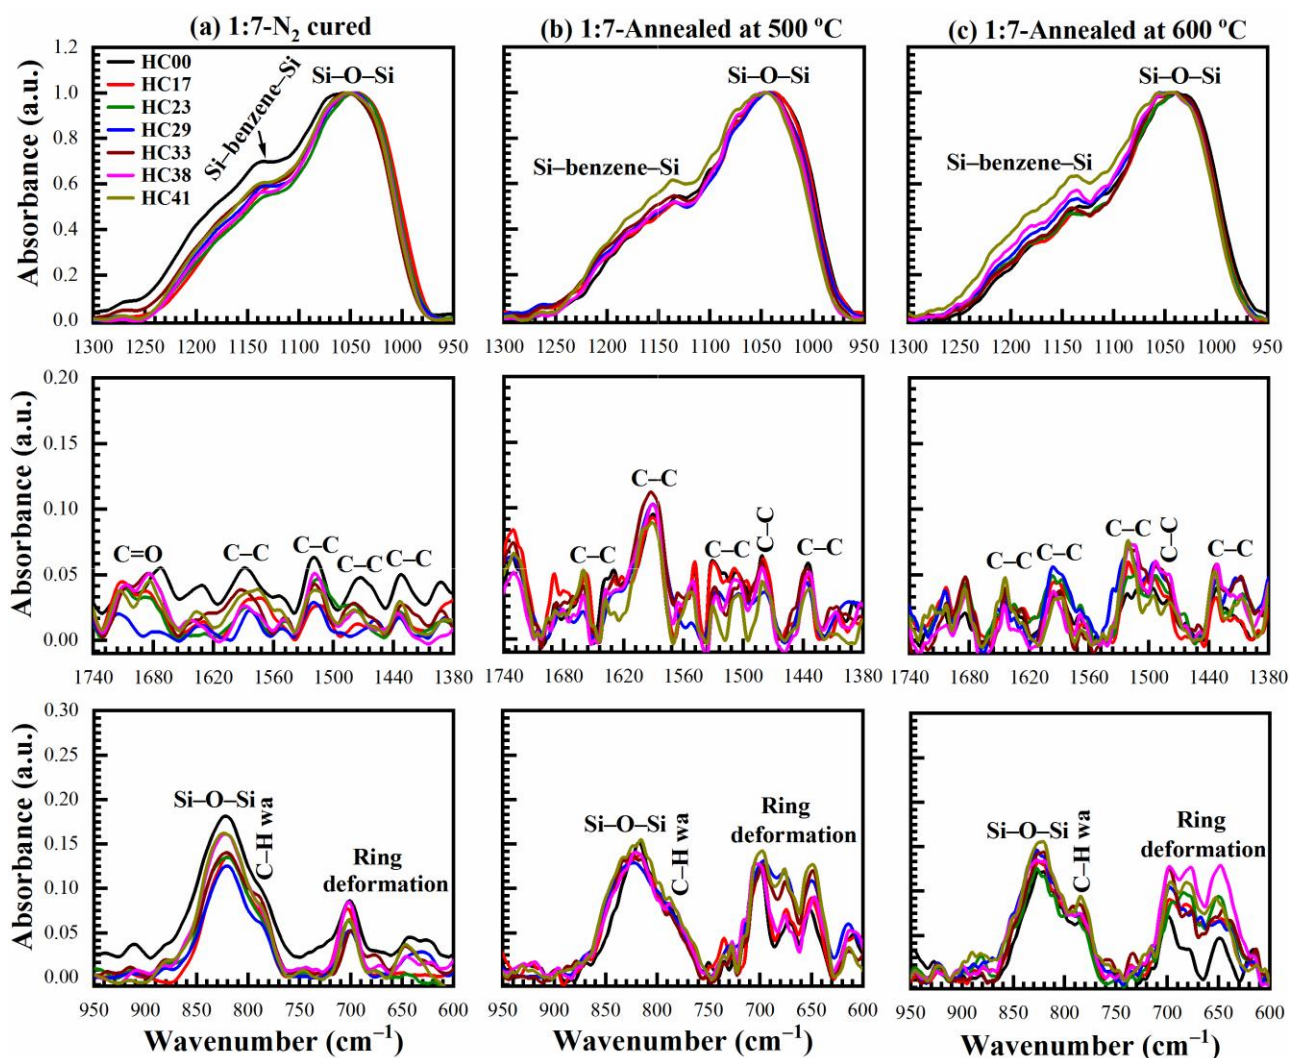 (a) 1:7-N₂ cured
(b) 1:7-Annealed at 500 ºC
(c) 1:7-Annealed at 600 ºC
Absorbance (a.u.)
1.2
1.0
0.8
0.6
0.4
0.2
0.0
HC00
HC17
HC23
HC29
HC33
HC38
HC41
Si–benzene–Si
Si–O–Si
1300 1250 1200 1150 1100 1050 1000 950
Si–O–Si
Si–benzene–Si
1300 1250 1200 1150 1100 1050 1000 950
Si–O–Si
Si–benzene–Si
1300 1250 1200 1150 1100 1050 1000 950
Absorbance (a.u.)
0.20
0.15
0.10
0.05
0.00
C=O
C–C
C–C
C–C
C–C
1740 1680 1620 1560 1500 1440 1380
C–C
C–C
C–C
C–C
C–C
1740 1680 1620 1560 1500 1440 1380
C–C
C–C
C–C
C–C
C–C
1740 1680 1620 1560 1500 1440 1380
Absorbance (a.u.)
0.30
0.25
0.20
0.15
0.10
0.05
0.00
Si–O–Si
C–H wa
Ring
deformation
950 900 850 800 750 700 650 600
Wavenumber (cm⁻¹)
Si–O–Si
C–H wa
Ring
deformation
950 900 850 800 750 700 650 600
Wavenumber (cm⁻¹)
Si–O–Si
C–H wa
Ring
deformation
950 900 850 800 750 700 650 600
Wavenumber (cm⁻¹)